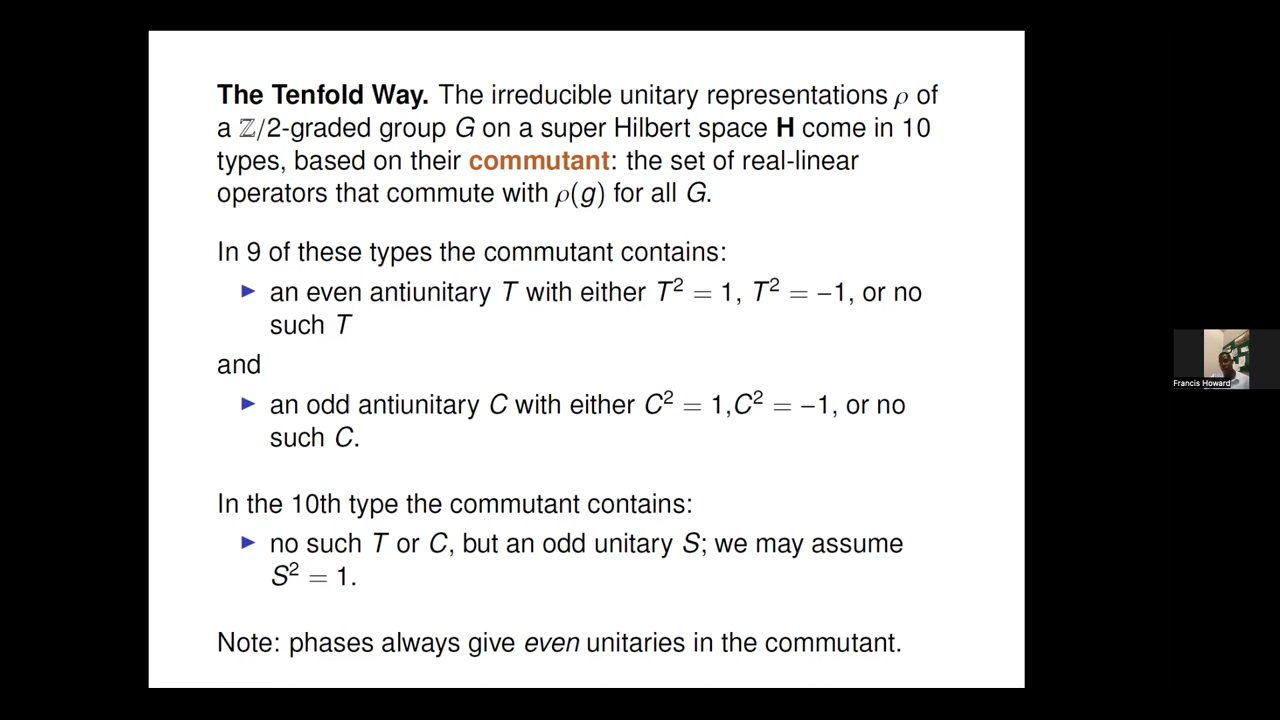 The Tenfold Way. The irreducible unitary representations ρ of
a ℤ/2-graded group G on a super Hilbert space H come in 10
types, based on their commutant: the set of real-linear
operators that commute with ρ(g) for all G.
In 9 of these types the commutant contains:
▶ an even antiunitary T with either T² = 1, T² = −1, or no
such T
and
▶ an odd antiunitary C with either C² = 1,C² = −1, or no
such C.
In the 10th type the commutant contains:
▶ no such T or C, but an odd unitary S; we may assume
S² = 1.
Note: phases always give even unitaries in the commutant.
Francis Howard